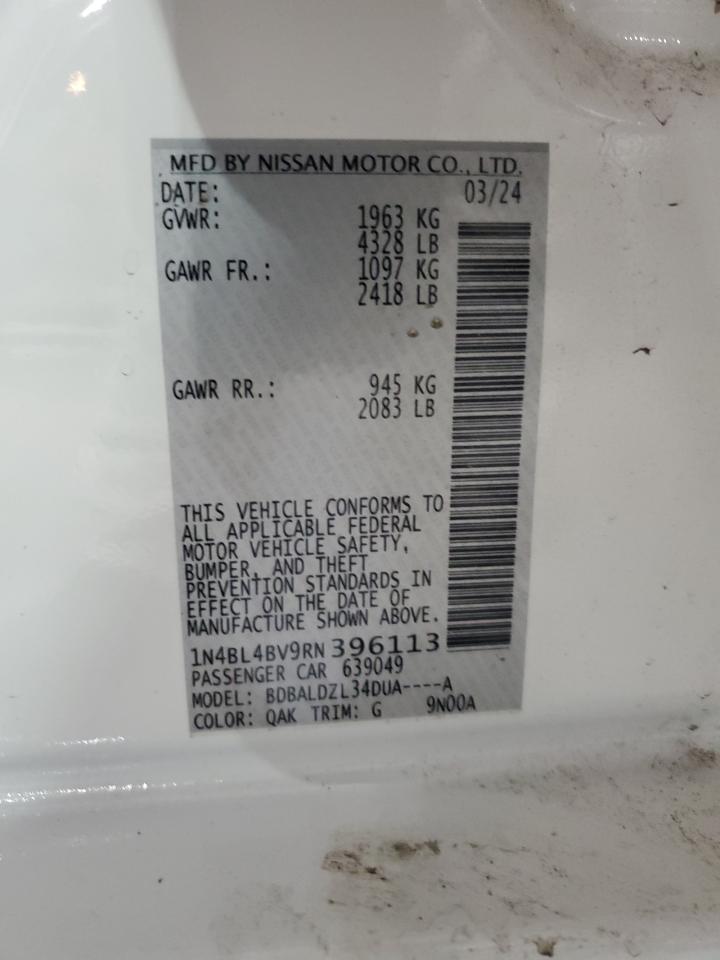 MFD BY NISSAN MOTOR CO., LTD.
DATE: 03/24
GVWR: 1963 KG
4328 LB
GAWR FR.: 1097 KG
2418 LB
GAWR RR.: 945 KG
2083 LB
THIS VEHICLE CONFORMS TO
ALL APPLICABLE FEDERAL
MOTOR VEHICLE SAFETY,
BUMPER, AND THEFT
PREVENTION STANDARDS IN
EFFECT ON THE DATE OF
MANUFACTURE SHOWN ABOVE.
1N4BL4BV9RN396113
PASSENGER CAR 639049
MODEL: BDBALDZL34DUA----A
COLOR: QAK TRIM: G 9N00A